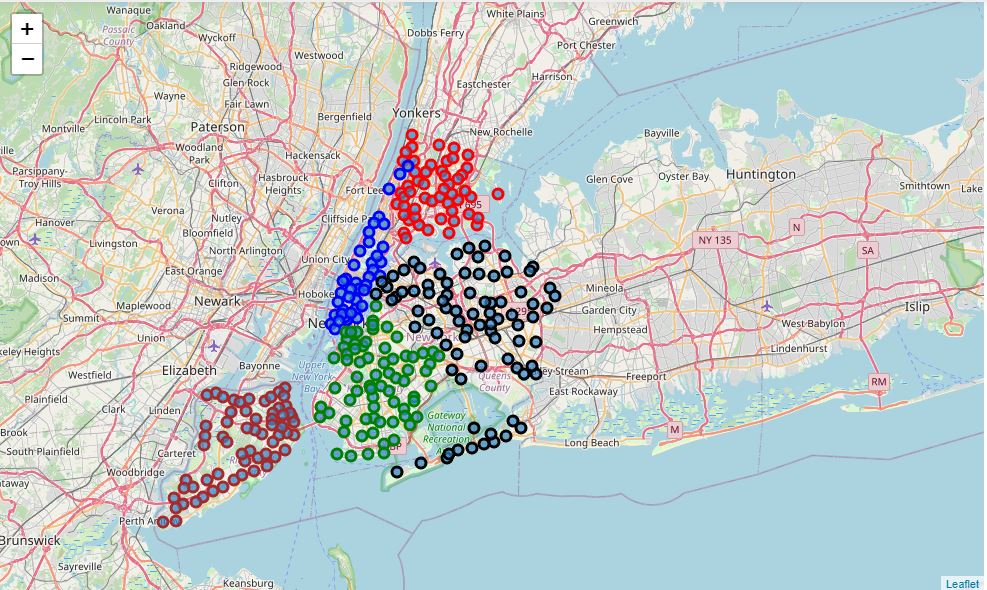 +
−
Wanaque
White Plains
Greenwich
Oakland
Passaic
County
Wyckoff
Dobbs Ferry
Port Chester
Ridgewood
Westwood
Glen Rock
Eastchester
Harrison
Wayne
Fair Lawn
Yonkers
Lincoln Park
Bergenfield
Montville
Paterson
New Rochelle
Bayville
Woodland
Park
Hackensack
Parsippany-
Troy Hills
Clifton
Hasbrouck
Heights
Fort Lee
Glen Cove
Oyster Bay
Huntington
Smithtown
Lake
Verona
Nutley
Cliffside P
Hanover
Bloomfield
N
Livingston
North Arlington
NY 135
SA
East Orange
Union City
Madison
Mineola
Maplewood
Newark
Hoboke
Garden City
Islip
Summit
Hempstead
West Babylon
Union
Lindenhurst
keley Heights
Bayonne
Upper
New York
Bay
Elizabeth
Queens
County
ey Stream
Freeport
Westfield
RM
East Rockaway
Plainfield
Clark
Linden
Gateway
National
Recreation
M
Brook
Long Beach
South Plainfield
Carteret
Woodbridge
Perth Am
Brunswick
Sayreville
Keansburg
Leaflet